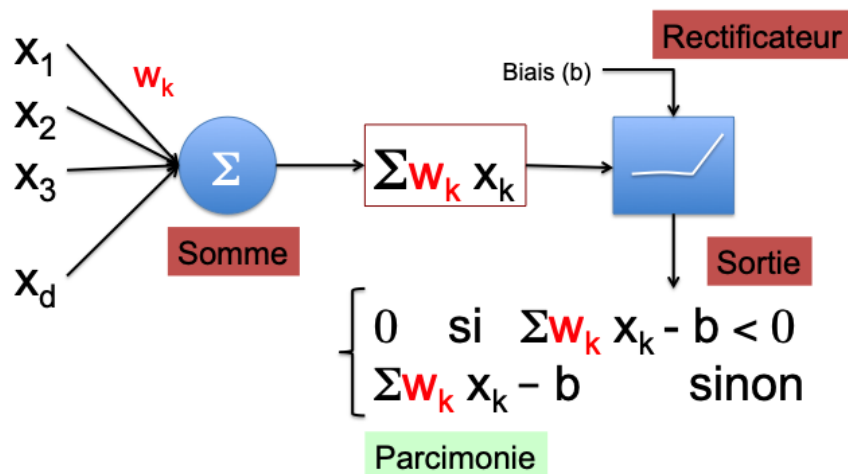 Rectificateur
x1
wk
Biais (b)
x2
x3
Σ
Σwk xk
Somme
xd
Sortie
0 si Σwk xk - b < 0
Σwk xk – b sinon
Parcimonie